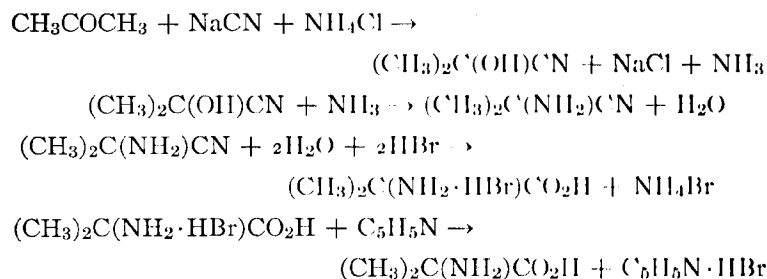 CH3COCH3 + NaCN + NH4Cl →
(CH3)2C(OH)CN + NaCl + NH3
(CH3)2C(OH)CN + NH3 → (CH3)2C(NH2)CN + H2O
(CH3)2C(NH2)CN + 2H2O + 2HBr →
(CH3)2C(NH2·HBr)CO2H + NH4Br
(CH3)2C(NH2·HBr)CO2H + C5H5N →
(CH3)2C(NH2)CO2H + C5H5N·HBr